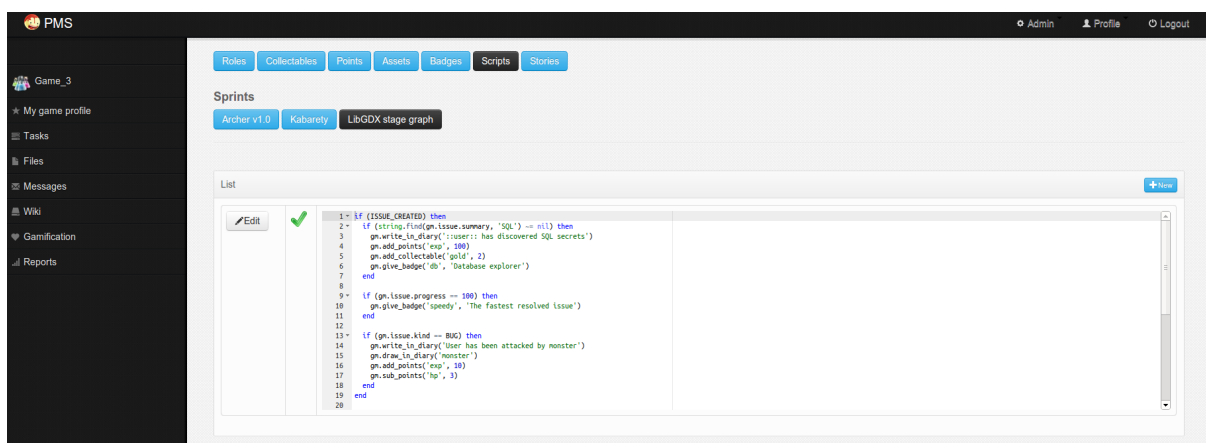 PMS
Admin Profile Logout
Game_3
My game profile
Tasks
Files
Messages
Wiki
Gamification
Reports
Roles Collectables Points Assets Badges Scripts Stories
Sprints
Archer v1.0 Kabarety LibGDX stage graph
List
New
Edit
1 if (ISSUE_CREATED) then
2 if (string.find(gm.issue.summary, 'SQL') ~= nil) then
3 gm.write_in_diary('::user:: has discovered SQL secrets')
4 gm.add_points('exp', 100)
5 gm.add_collectable('gold', 2)
6 gm.give_badge('db', 'Database explorer')
7 end
8
9 if (gm.issue.progress == 100) then
10 gm.give_badge('speedy', 'The fastest resolved issue')
11 end
12
13 if (gm.issue.kind == BUG) then
14 gm.write_in_diary('User has been attacked by monster')
15 gm.draw_in_diary('monster')
16 gm.add_points('exp', 10)
17 gm.sub_points('hp', 3)
18 end
19 end
20